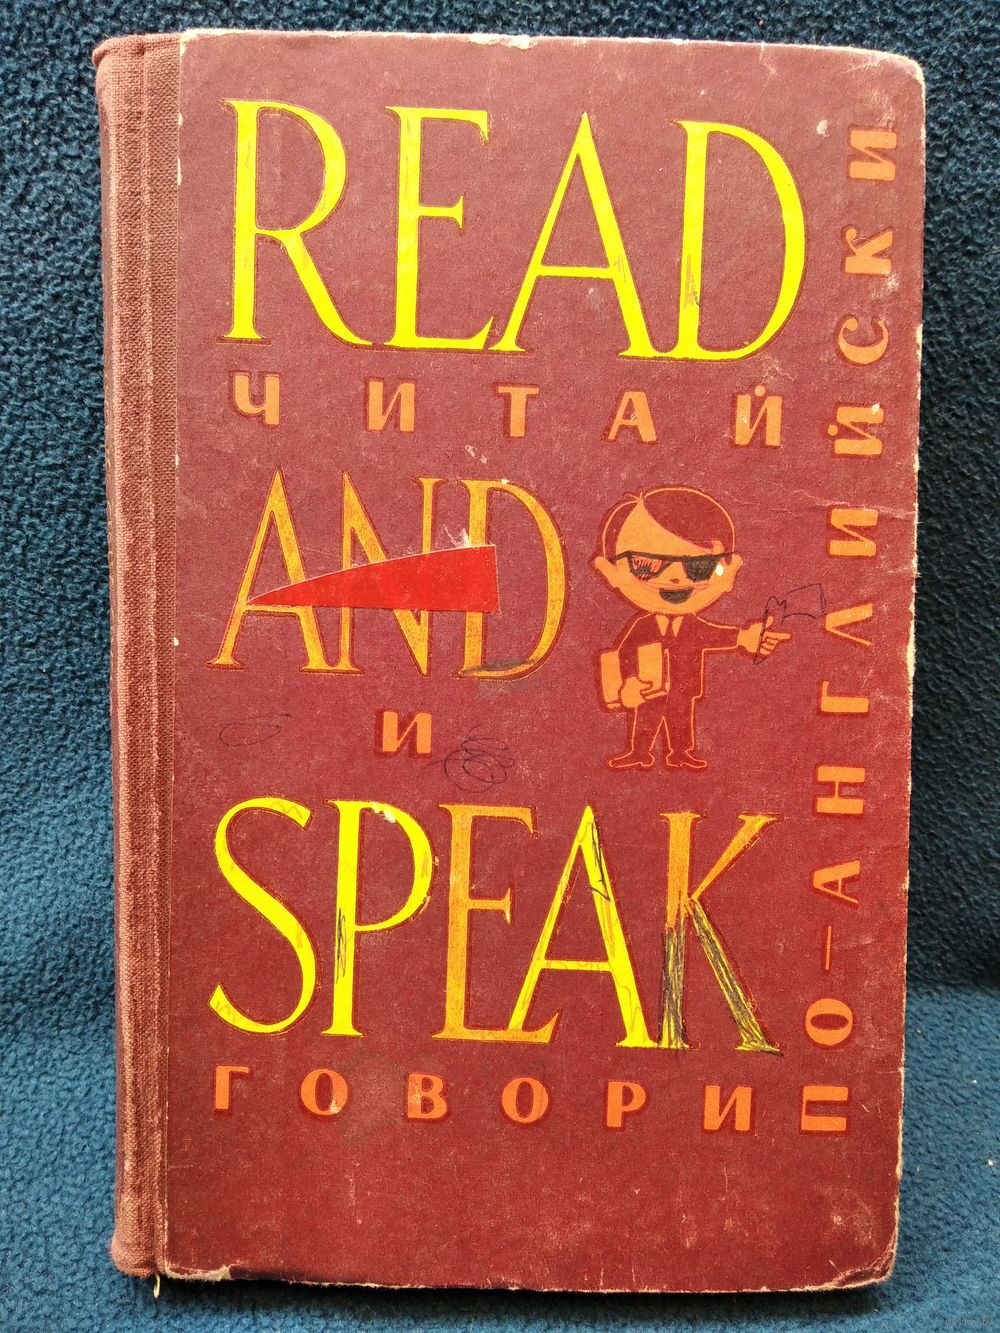 READ
ЧИТАЙ
AND
И
SPEAK
ГОВОРИ
ПО-АНГЛИЙСКИ